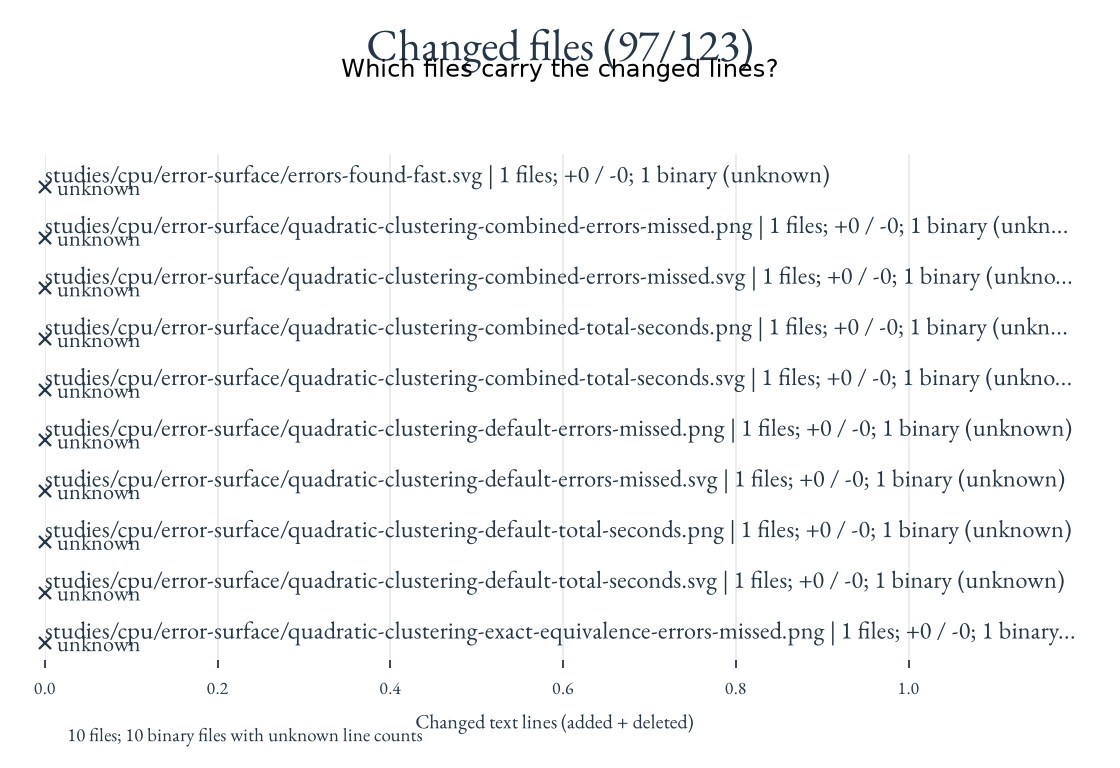 Changed files (97/123)
Which files carry the changed lines?
studies/cpu/error-surface/errors-found-fast.svg | 1 files; +0 / -0; 1 binary (unknown)
unknown
studies/cpu/error-surface/quadratic-clustering-combined-errors-missed.png | 1 files; +0 / -0; 1 binary (unkn...
unknown
studies/cpu/error-surface/quadratic-clustering-combined-errors-missed.svg | 1 files; +0 / -0; 1 binary (unkno...
unknown
studies/cpu/error-surface/quadratic-clustering-combined-total-seconds.png | 1 files; +0 / -0; 1 binary (unkn...
unknown
studies/cpu/error-surface/quadratic-clustering-combined-total-seconds.svg | 1 files; +0 / -0; 1 binary (unkno...
unknown
studies/cpu/error-surface/quadratic-clustering-default-errors-missed.png | 1 files; +0 / -0; 1 binary (unknown)
unknown
studies/cpu/error-surface/quadratic-clustering-default-errors-missed.svg | 1 files; +0 / -0; 1 binary (unknown)
unknown
studies/cpu/error-surface/quadratic-clustering-default-total-seconds.png | 1 files; +0 / -0; 1 binary (unknown)
unknown
studies/cpu/error-surface/quadratic-clustering-default-total-seconds.svg | 1 files; +0 / -0; 1 binary (unknown)
unknown
studies/cpu/error-surface/quadratic-clustering-exact-equivalence-errors-missed.png | 1 files; +0 / -0; 1 binary...
unknown
0.0 0.2 0.4 0.6 0.8 1.0
Changed text lines (added + deleted)
10 files; 10 binary files with unknown line counts